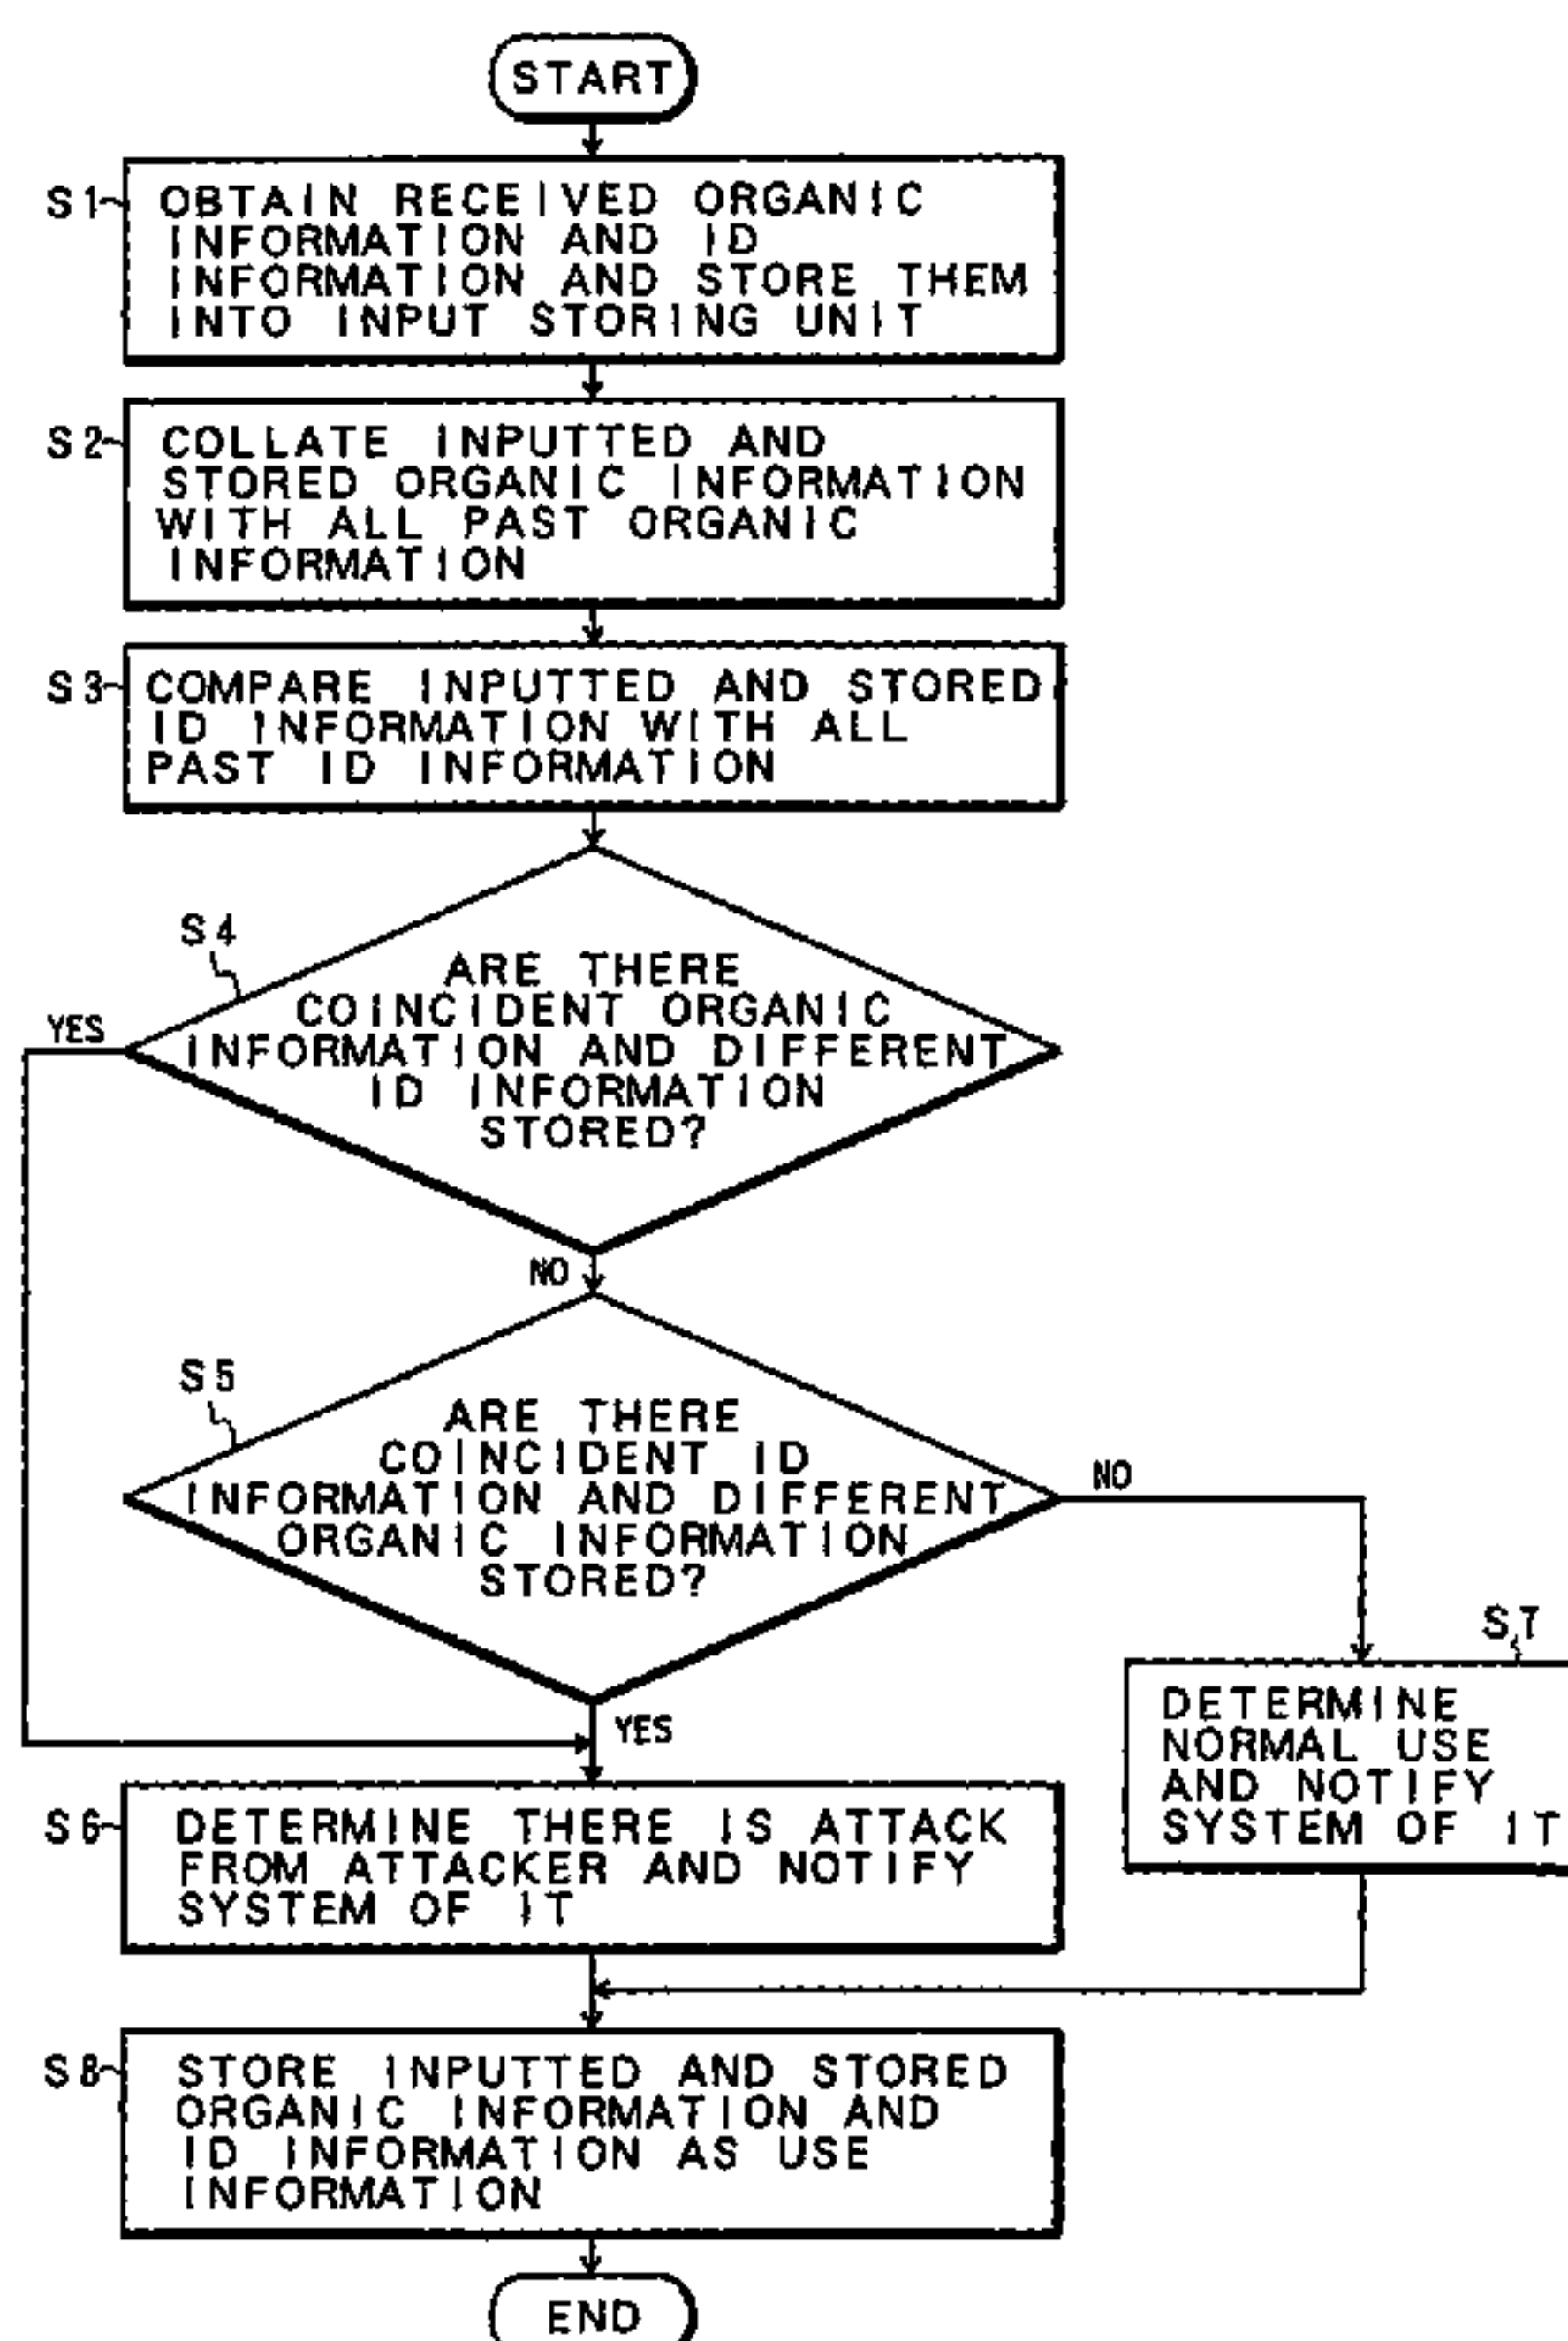 START
S1
OBTAIN RECEIVED ORGANIC
INFORMATION AND ID
INFORMATION AND STORE THEM
INTO INPUT STORING UNIT
S2
COLLATE INPUTTED AND
STORED ORGANIC INFORMATION
WITH ALL PAST ORGANIC
INFORMATION
S3
COMPARE INPUTTED AND STORED
ID INFORMATION WITH ALL
PAST ID INFORMATION
S4
ARE THERE
COINCIDENT ORGANIC
INFORMATION AND DIFFERENT
ID INFORMATION
STORED?
YES
NO
S5
ARE THERE
COINCIDENT ID
INFORMATION AND DIFFERENT
ORGANIC INFORMATION
STORED?
NO
YES
S7
DETERMINE
NORMAL USE
AND NOTIFY
SYSTEM OF IT
S6
DETERMINE THERE IS ATTACK
FROM ATTACKER AND NOTIFY
SYSTEM OF IT
S8
STORE INPUTTED AND STORED
ORGANIC INFORMATION AND
ID INFORMATION AS USE
INFORMATION
END